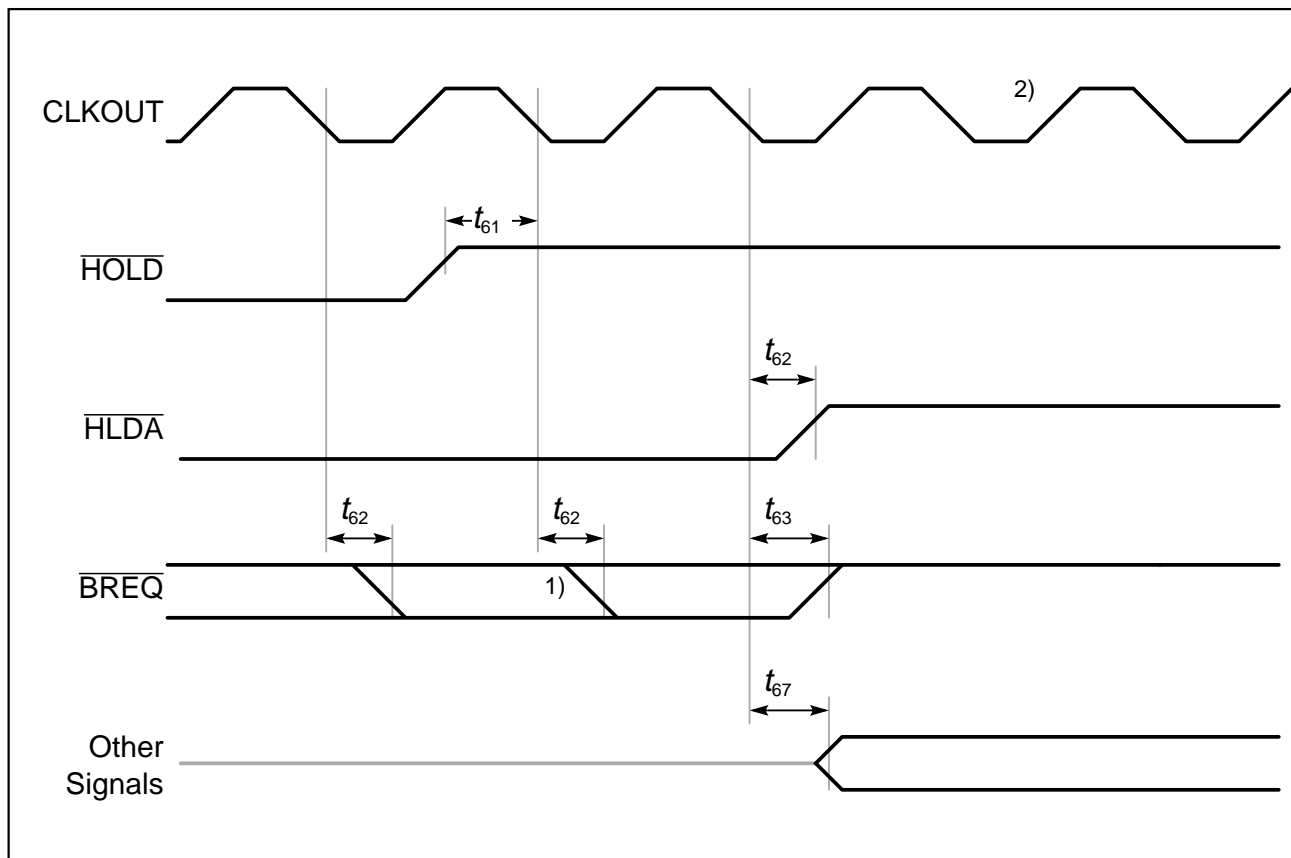 CLKOUT
2)
t61
HOLD
t62
HLDA
t62
t62
t63
BREQ
1)
t67
Other
Signals